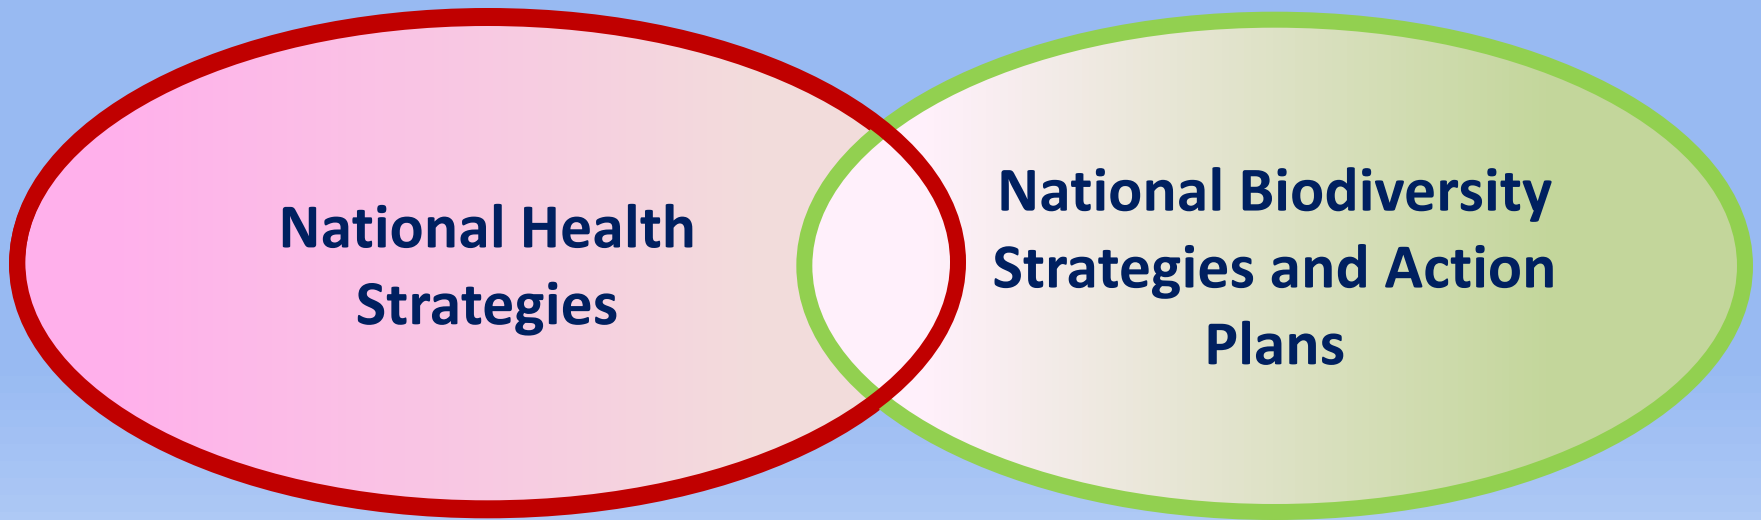 National Health
Strategies
National Biodiversity
Strategies and Action
Plans